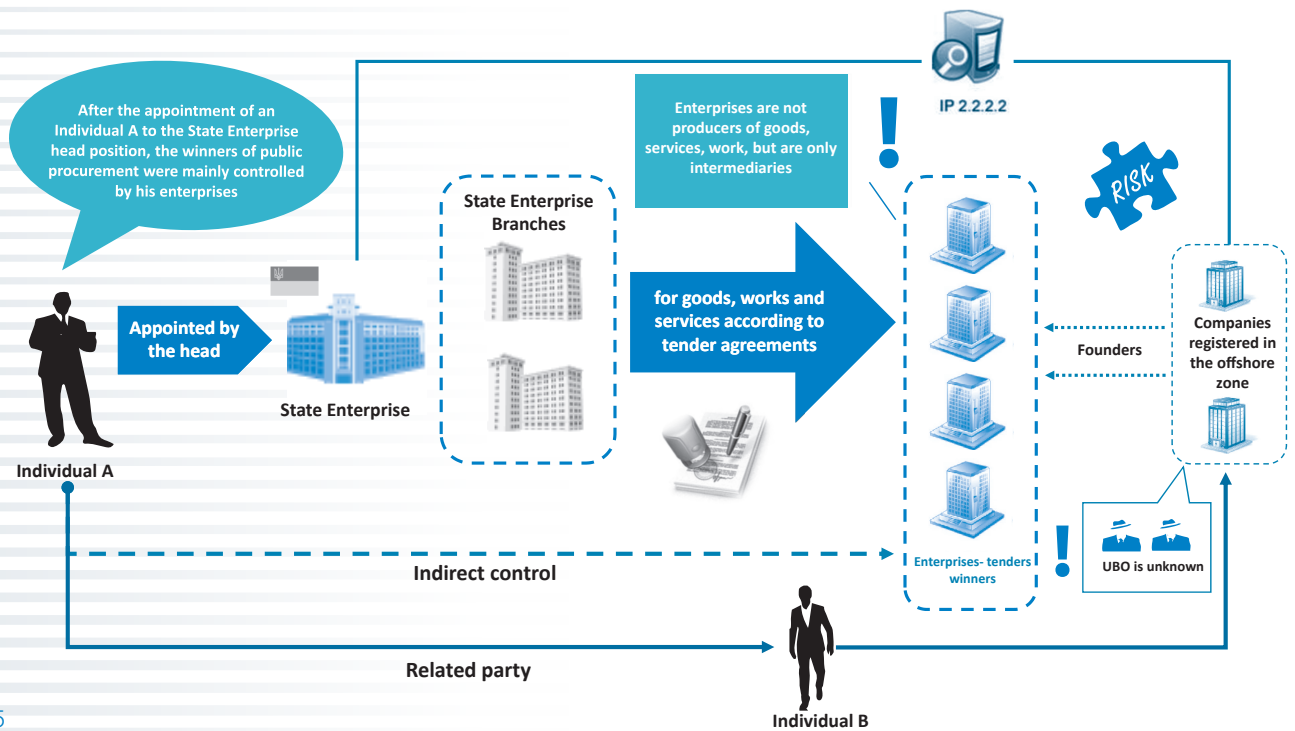 After the appointment of an
Individual A to the State Enterprise
head position, the winners of public
procurement were mainly controlled
by his enterprises
Enterprises are not
producers of goods,
services, work, but are only
intermediaries
IP 2.2.2.2
RISK
State Enterprise
Branches
for goods, works and
services according to
tender agreements
Appointed by
the head
State Enterprise
Individual A
Founders
Companies
registered in
the offshore
zone
Enterprises- tenders
winners
UBO is unknown
Indirect control
Related party
Individual B
5